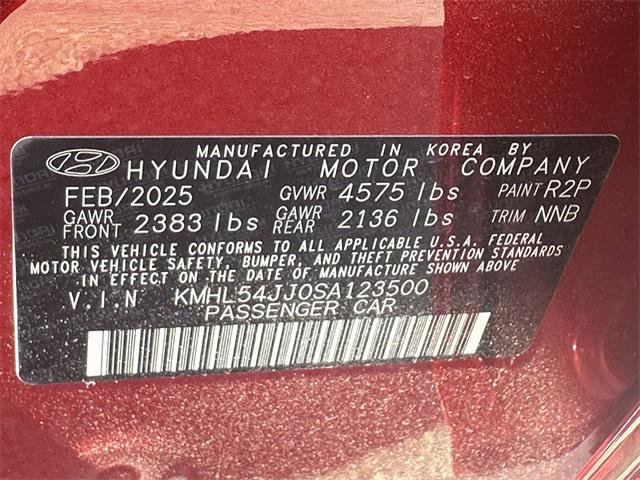 MANUFACTURED IN KOREA BY
HYUNDAI MOTOR COMPANY
FEB/2025 GVWR 4575 lbs PAINT R2P
GAWR FRONT 2383 lbs GAWR REAR 2136 lbs TRIM NNB
THIS VEHICLE CONFORMS TO ALL APPLICABLE U.S.A. FEDERAL
MOTOR VEHICLE SAFETY, BUMPER, AND THEFT PREVENTION STANDARDS
IN EFFECT ON THE DATE OF MANUFACTURE SHOWN ABOVE
V.I.N KMHL54JJ0SA123500
PASSENGER CAR